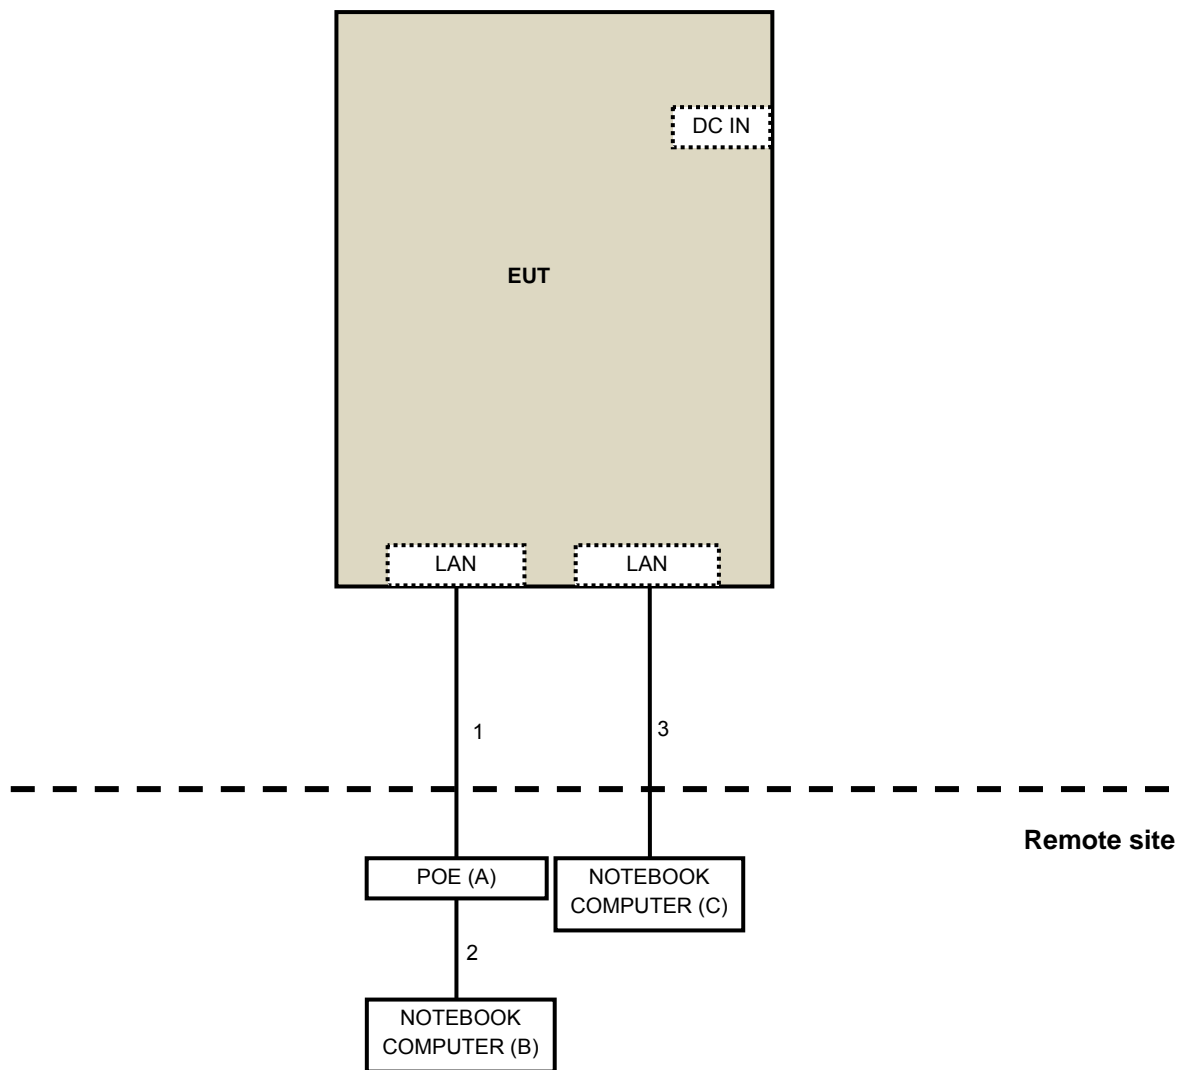 DC IN
EUT
LAN
LAN
1
3
Remote site
POE (A)
NOTEBOOK
COMPUTER (C)
2
NOTEBOOK
COMPUTER (B)